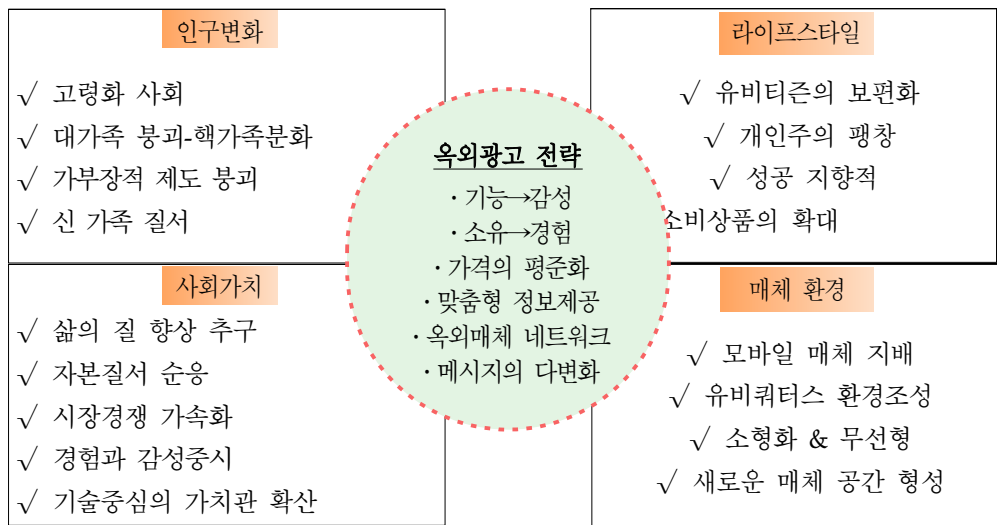 인구변화
√ 고령화 사회
√ 대가족 붕괴-핵가족분화
√ 가부장적 제도 붕괴
√ 신 가족 질서
라이프스타일
√ 유비티즌의 보편화
√ 개인주의 팽창
√ 성공 지향적
소비상품의 확대
옥외광고 전략
· 기능→감성
· 소유→경험
· 가격의 평준화
· 맞춤형 정보제공
· 옥외매체 네트워크
· 메시지의 다변화
사회가치
√ 삶의 질 향상 추구
√ 자본질서 순응
√ 시장경쟁 가속화
√ 경험과 감성중시
√ 기술중심의 가치관 확산
매체 환경
√ 모바일 매체 지배
√ 유비쿼터스 환경조성
√ 소형화 & 무선형
√ 새로운 매체 공간 형성